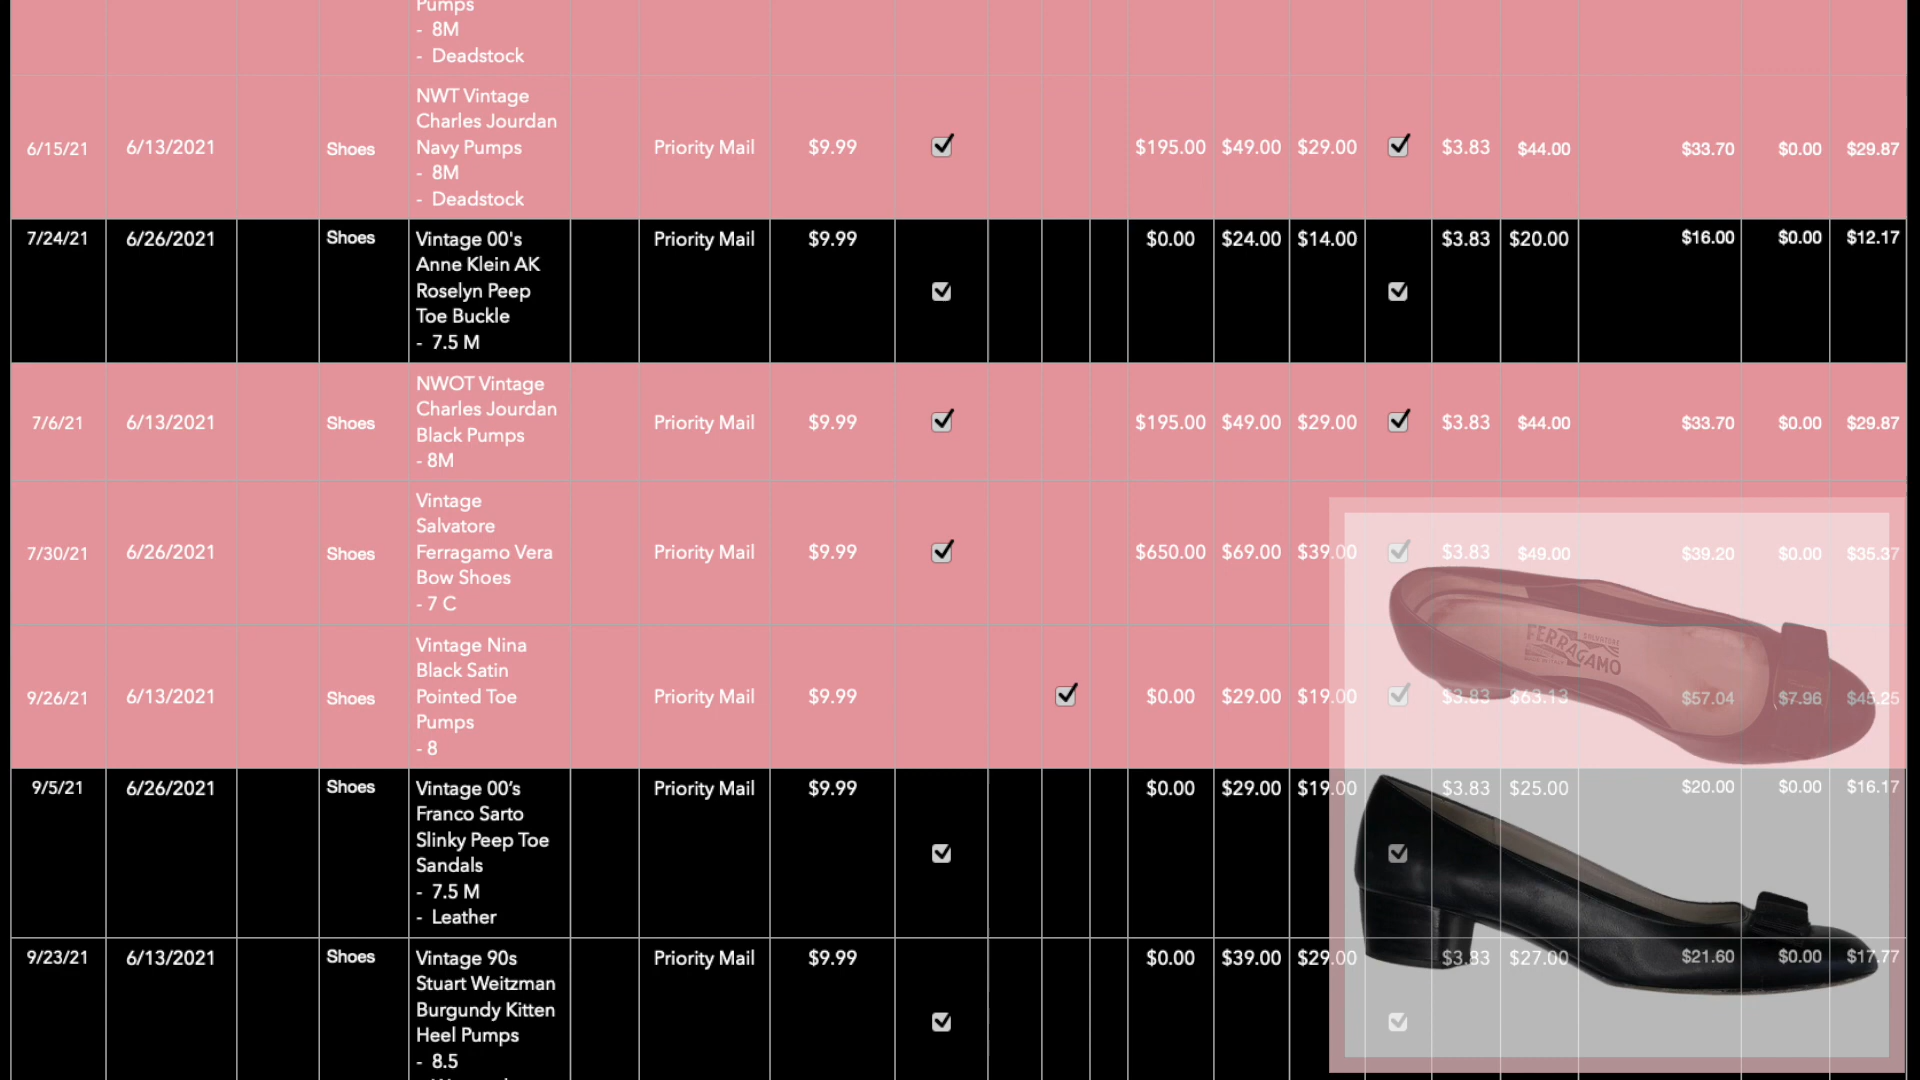 Pumps
- 8M
- Deadstock
6/15/21 6/13/2021 Shoes NWT Vintage Priority Mail $9.99 $195.00 $49.00 $29.00 $3.83 $44.00 $33.70 $0.00 $29.87
Charles Jourdan
Navy Pumps
- 8M
- Deadstock
7/24/21 6/26/2021 Shoes Vintage 00's Priority Mail $9.99 $0.00 $24.00 $14.00 $3.83 $20.00 $16.00 $0.00 $12.17
Anne Klein AK
Roselyn Peep
Toe Buckle
- 7.5 M
7/6/21 6/13/2021 Shoes NWOT Vintage Priority Mail $9.99 $195.00 $49.00 $29.00 $3.83 $44.00 $33.70 $0.00 $29.87
Charles Jourdan
Black Pumps
- 8M
7/30/21 6/26/2021 Shoes Vintage Priority Mail $9.99 $650.00 $69.00 $39.00 $3.83 $49.00 $39.20 $0.00 $35.37
Salvatore
Ferragamo Vera
Bow Shoes
- 7 C
9/26/21 6/13/2021 Shoes Vintage Nina Priority Mail $9.99 $0.00 $29.00 $19.00 $3.83 $63.13 $57.04 $7.96 $45.25
Black Satin
Pointed Toe
Pumps
- 8
SALVATORE
FERRAGAMO
9/5/21 6/26/2021 Shoes Vintage 00’s Priority Mail $9.99 $0.00 $29.00 $19.00 $3.83 $25.00 $20.00 $0.00 $16.17
Franco Sarto
Slinky Peep Toe
Sandals
- 7.5 M
- Leather
9/23/21 6/13/2021 Shoes Vintage 90s Priority Mail $9.99 $0.00 $39.00 $29.00 $3.83 $27.00 $21.60 $0.00 $17.77
Stuart Weitzman
Burgundy Kitten
Heel Pumps
- 8.5